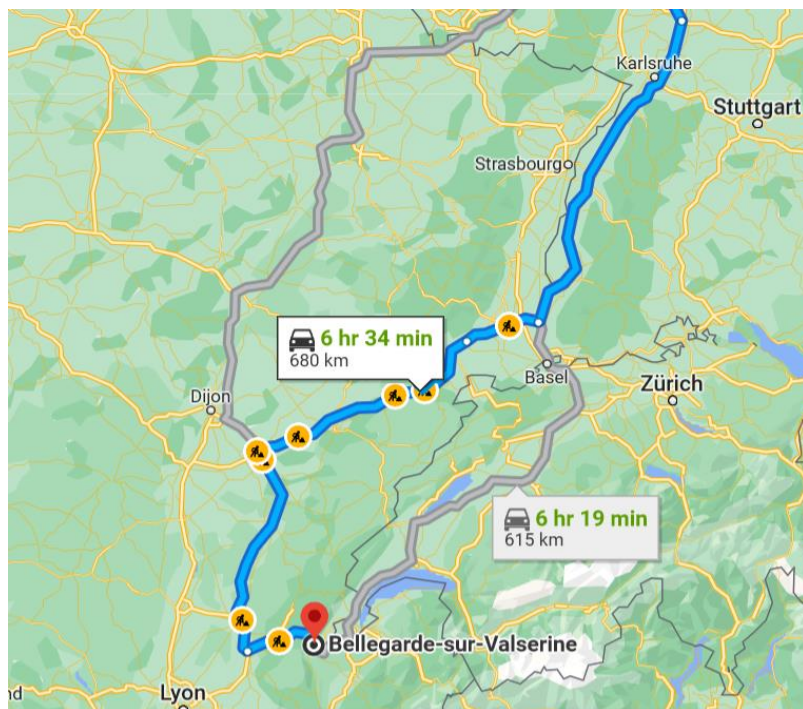 Karlsruhe
Stuttgart
Strasbourg
6 hr 34 min
680 km
Basel
Dijon
Zürich
6 hr 19 min
615 km
Bellegarde-sur-Valserine
Lyon
nd